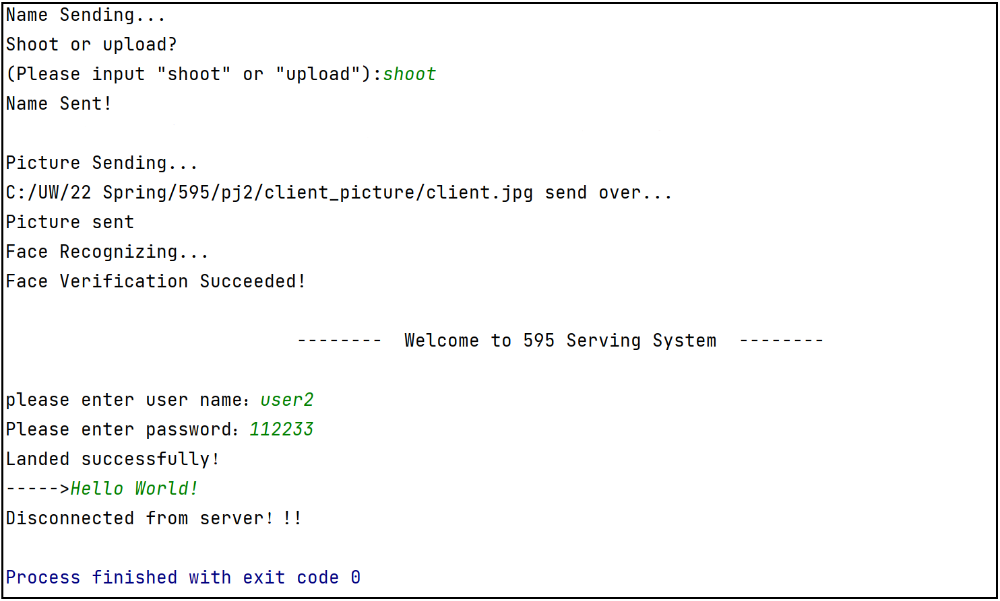 Name Sending...
Shoot or upload?
(Please input "shoot" or "upload"):shoot
Name Sent!
Picture Sending...
C:/UW/22 Spring/595/pj2/client_picture/client.jpg send over...
Picture sent
Face Recognizing...
Face Verification Succeeded!
--------  Welcome to 595 Serving System  --------
please enter user name：user2
Please enter password：112233
Landed successfully!
----->Hello World!
Disconnected from server！!!
Process finished with exit code 0